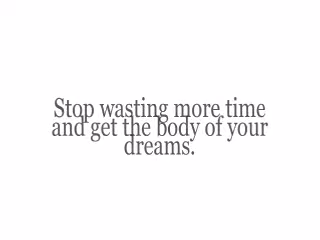 Stop wasting more time
and get the body of your
dreams.